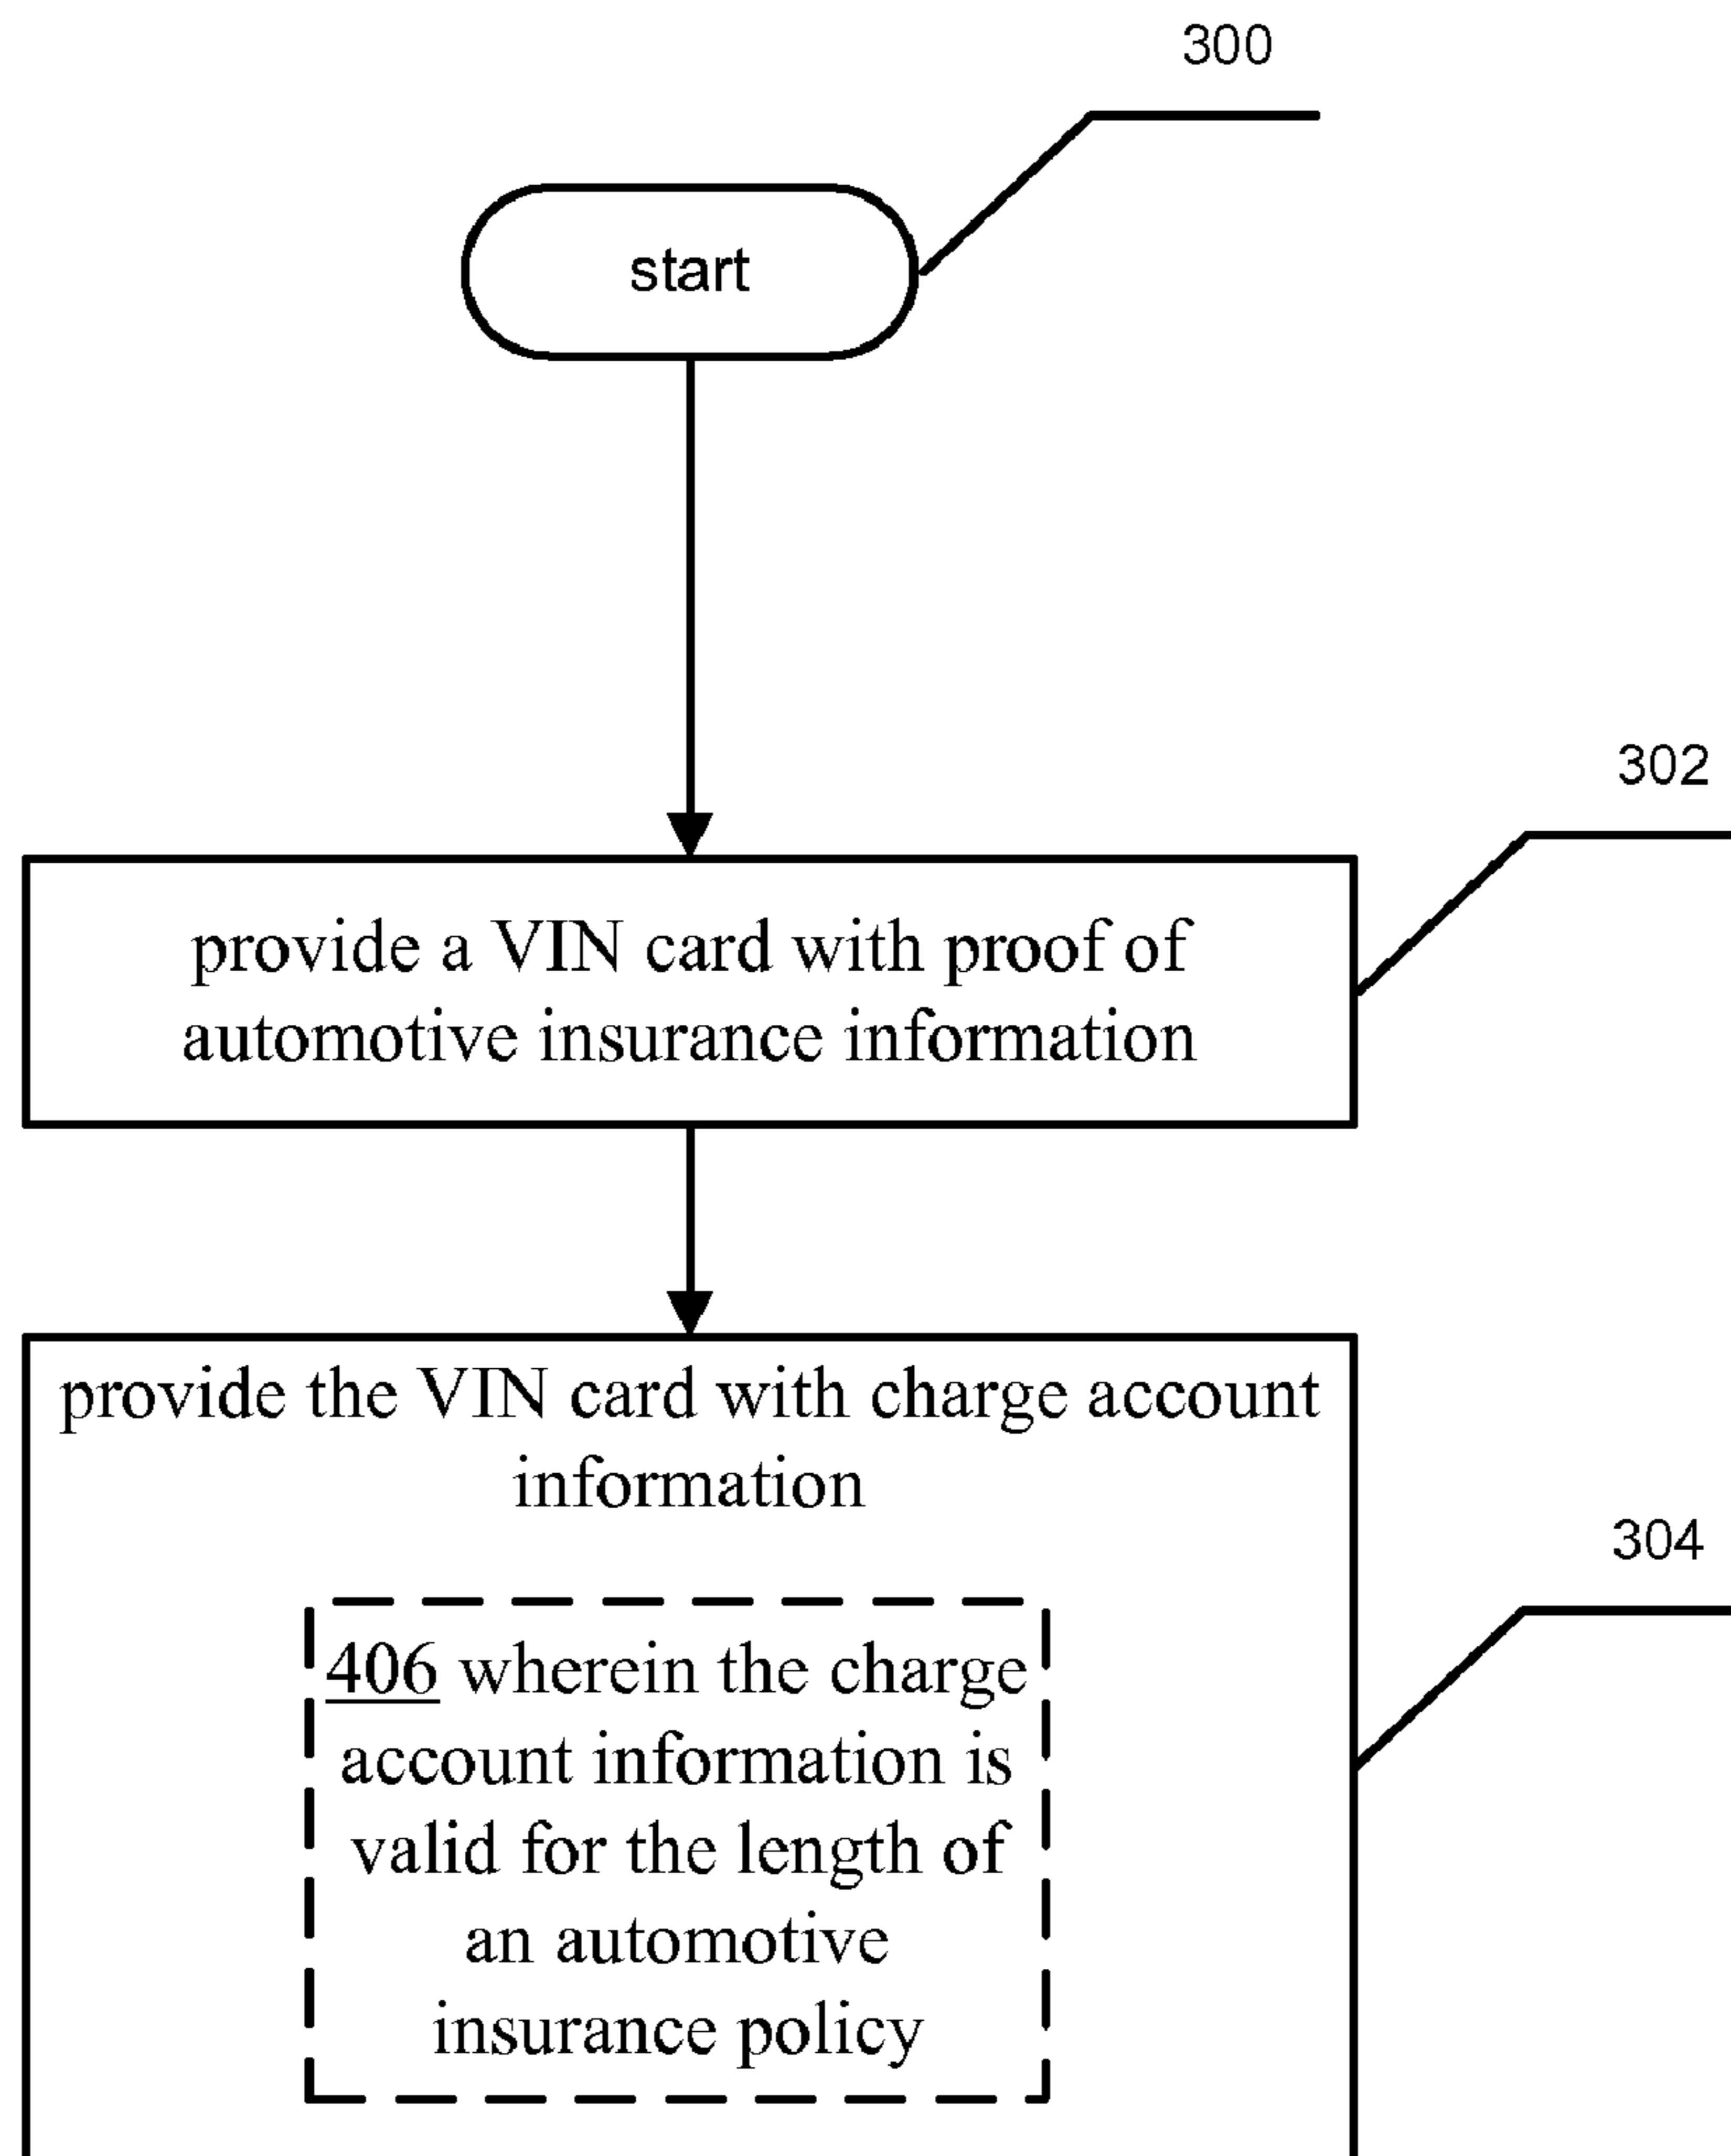 300
start
302
provide a VIN card with proof of
automotive insurance information
provide the VIN card with charge account
information
304
406 wherein the charge
account information is
valid for the length of
an automotive
insurance policy